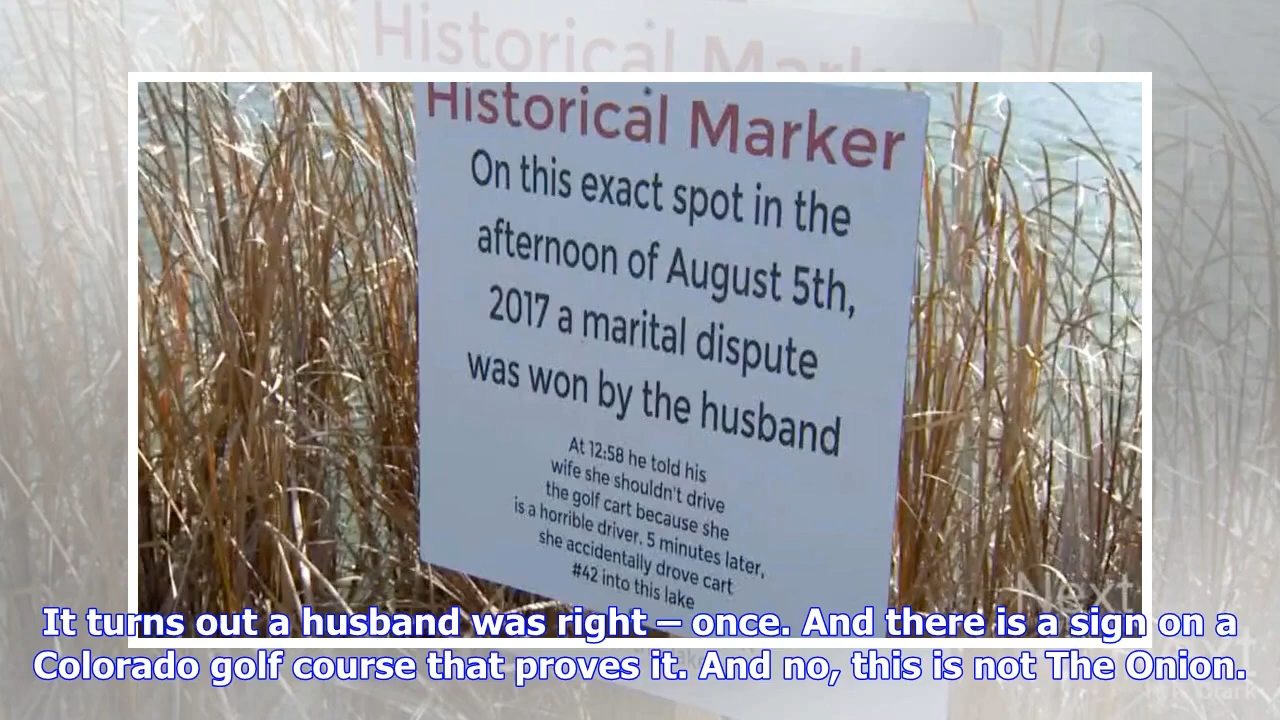 Historical Marker
Historical Marker
On this exact spot in the
afternoon of August 5th,
2017 a marital dispute
was won by the husband
At 12:58 he told his
wife she shouldn't drive
the golf cart because she
is a horrible driver. 5 minutes later,
she accidentally drove cart
#42 into this lake
Next
It turns out a husband was right – once. And there is a sign on a
Colorado golf course that proves it. And no, this is not The Onion.